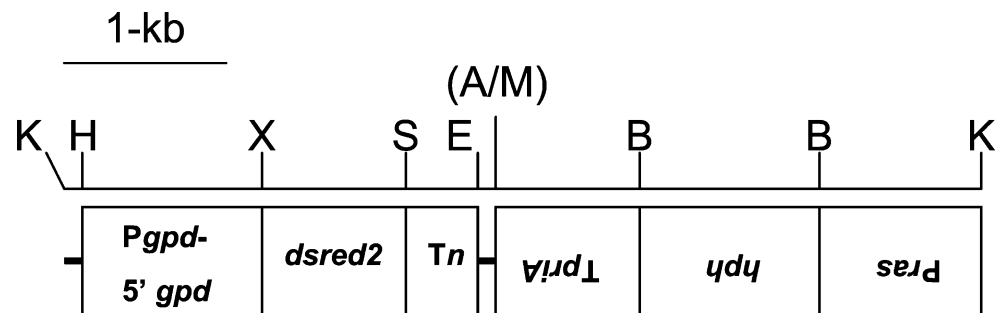 1-kb
(A/M)
K H X S E B B K
Pgpd-
5’ gpd
dsred2
Tn
TpriA
hph
Pras